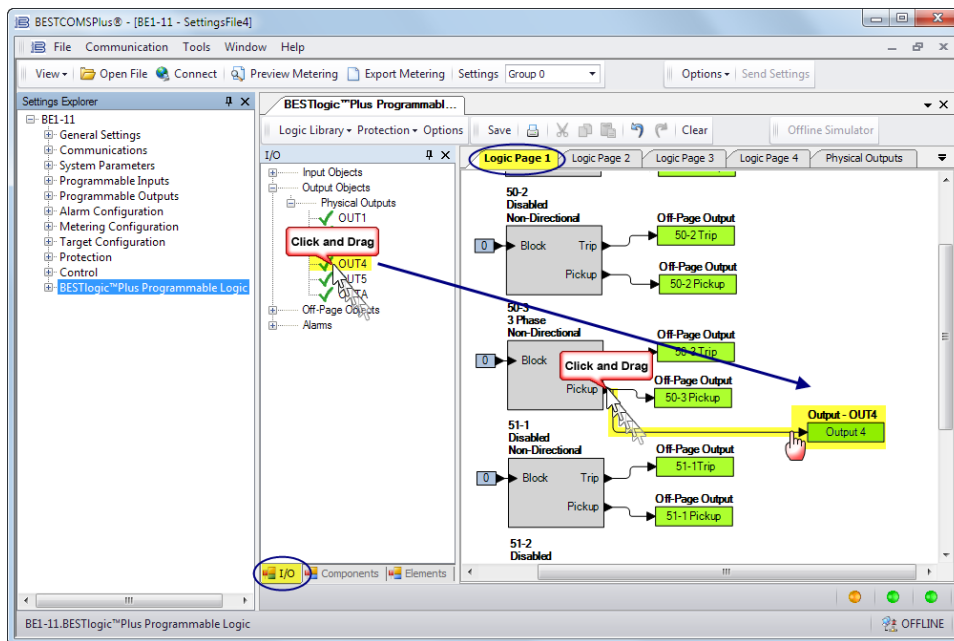 BESTCOMSPlus® - [BE1-11 - SettingsFile4]
File Communication Tools Window Help
View Open File Connect Preview Metering Export Metering Settings Group 0 Options Send Settings
Settings Explorer
BE1-11
General Settings
Communications
System Parameters
Programmable Inputs
Programmable Outputs
Alarm Configuration
Metering Configuration
Target Configuration
Protection
Control
BESTlogic™Plus Programmable Logic
BESTlogic™Plus Programmabl...
Logic Library Protection Options Save Clear Offline Simulator
I/O
Input Objects
Output Objects
Physical Outputs
OUT1
Click and Drag
OUT4
OUT5
Off-Page Objects
Alarms
I/O Components Elements
Logic Page 1 Logic Page 2 Logic Page 3 Logic Page 4 Physical Outputs
50-2
Disabled
Non-Directional
0 Block Trip
Pickup
Off-Page Output
50-2 Trip
Off-Page Output
50-2 Pickup
50-3
3 Phase
Non-Directional
0 Block
Pickup
Click and Drag
Off-Page Output
50-3 Trip
Off-Page Output
50-3 Pickup
Output - OUT4
Output 4
51-1
Disabled
Non-Directional
0 Block Trip
Pickup
Off-Page Output
51-1Trip
Off-Page Output
51-1 Pickup
51-2
Disabled
BE1-11.BESTlogic™Plus Programmable Logic
OFFLINE